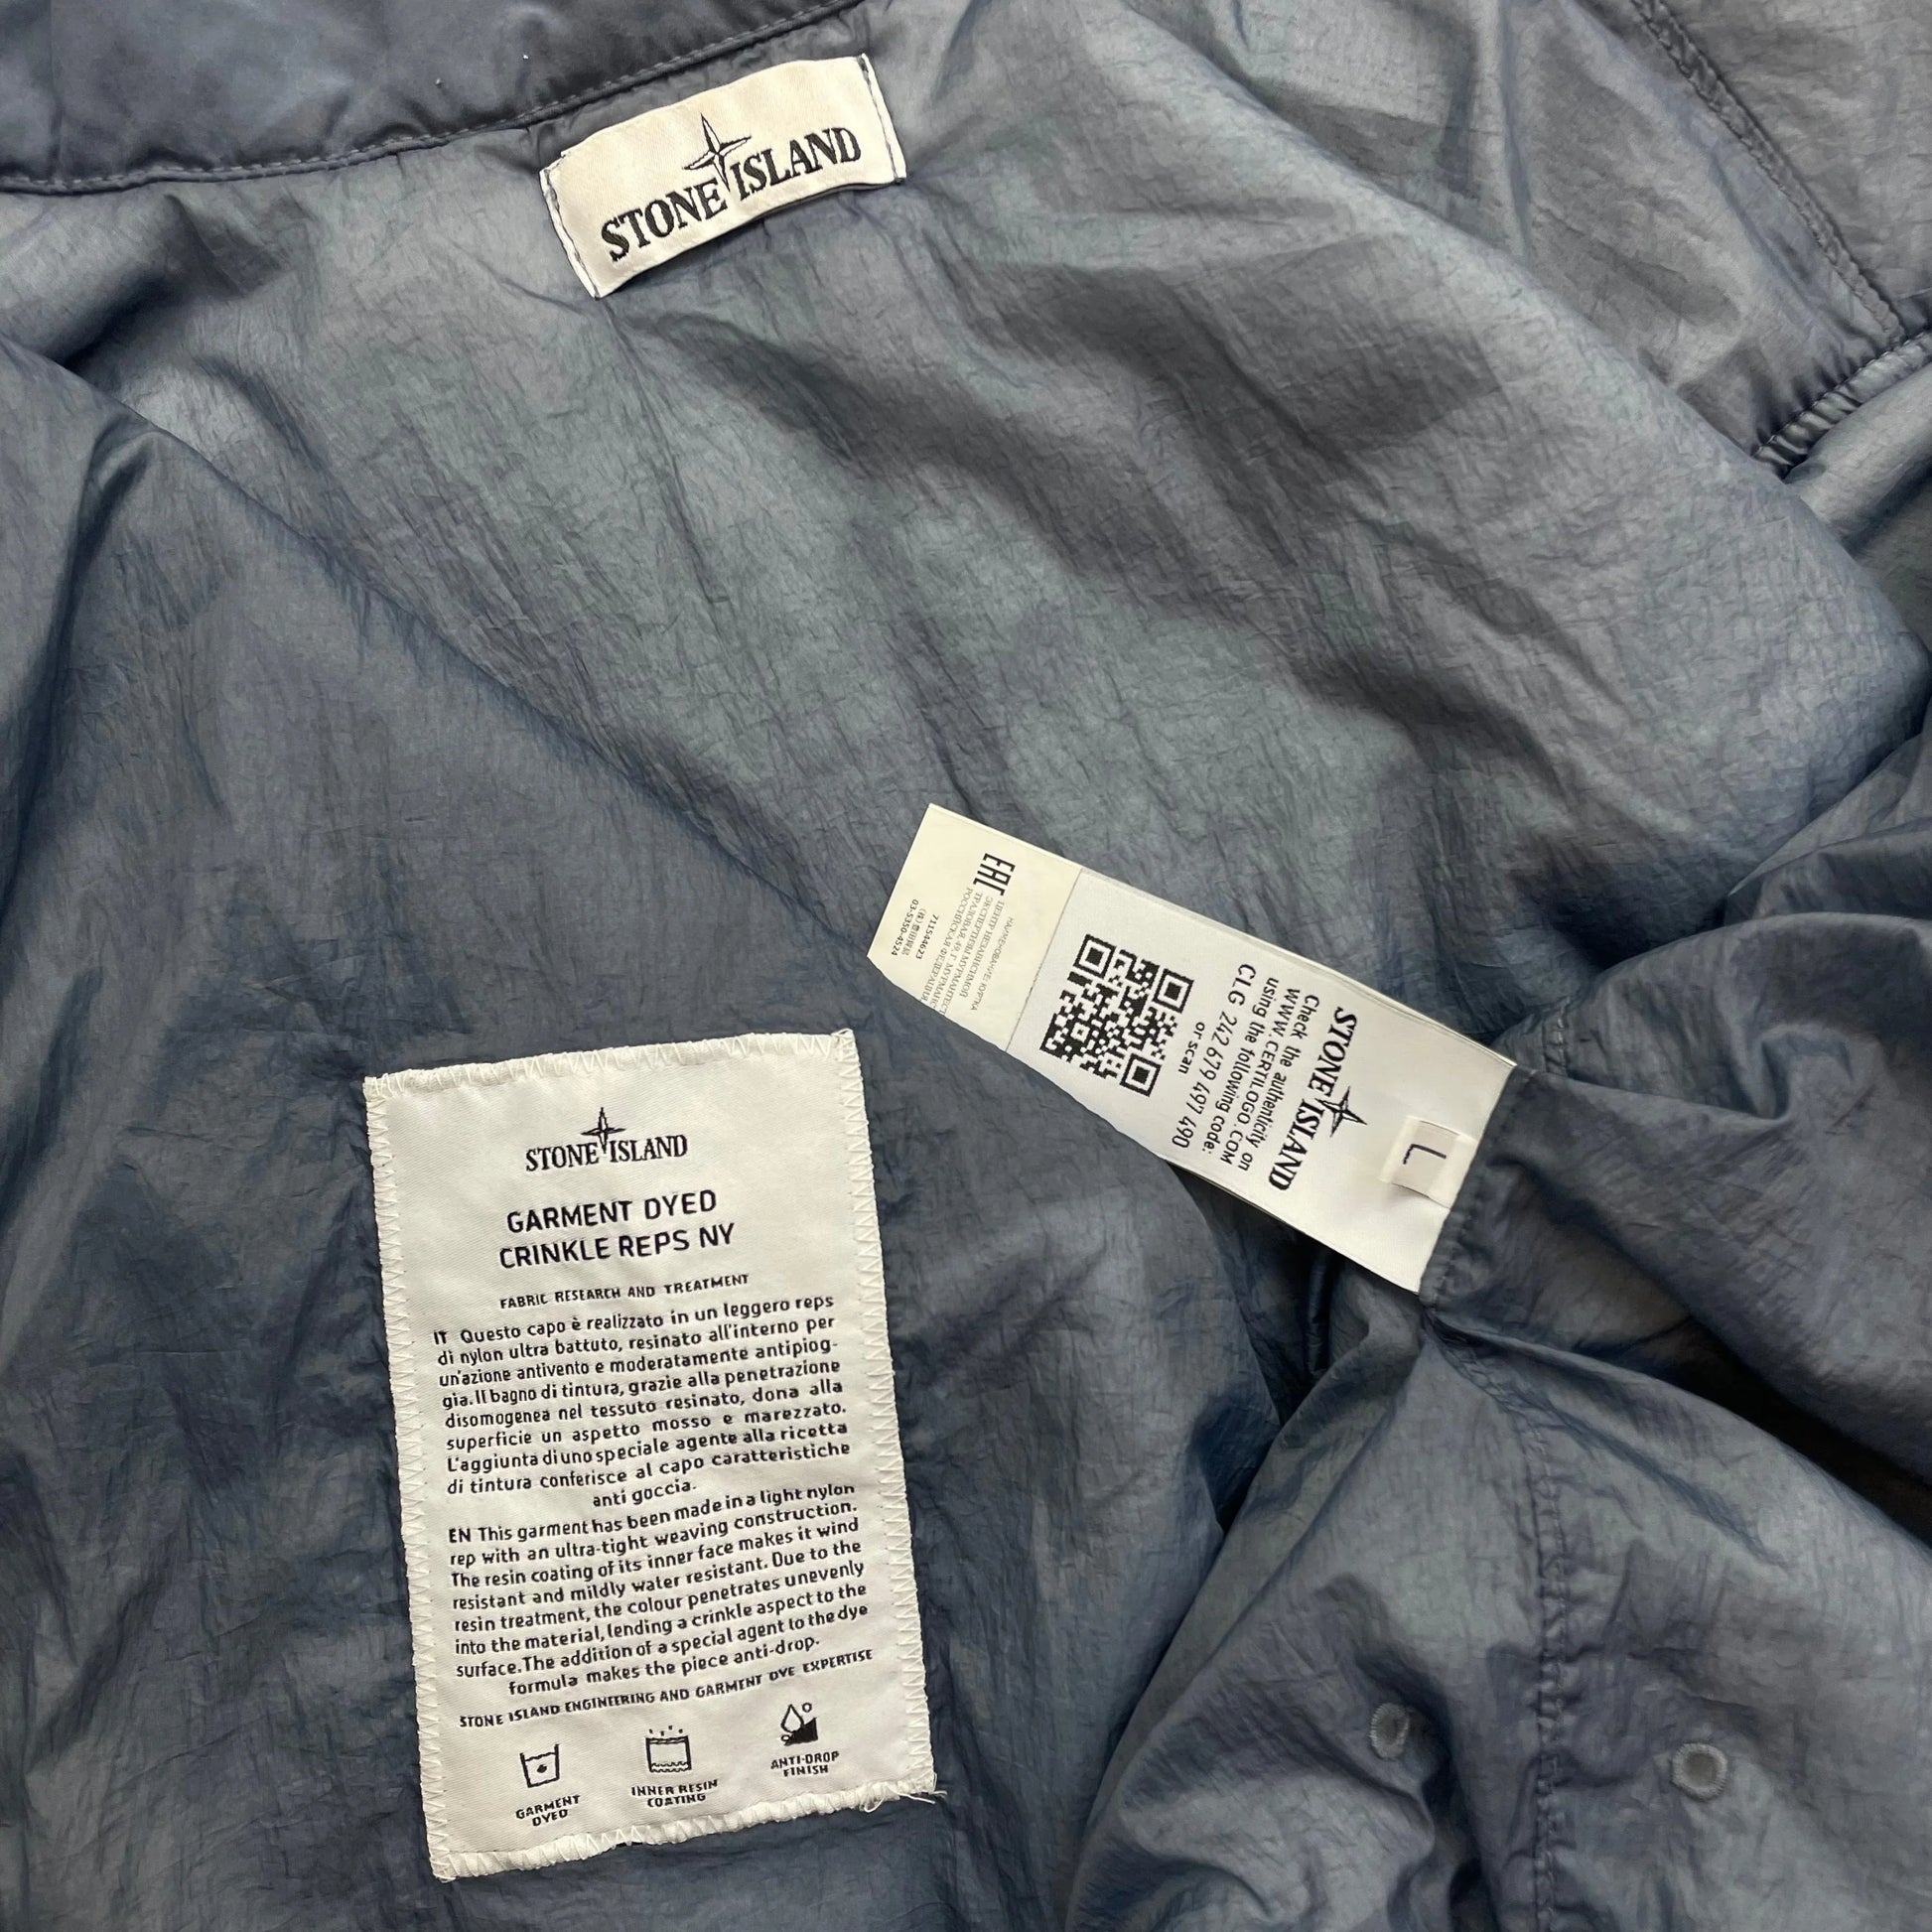 STONE ISLAND
EAC
711544623
03-5350-4524
L
STONE ISLAND
Check the authenticity on
WWW.CERTILOGO.COM
using the following code:
CLG 242 679 497 490
or scan
STONE ISLAND
GARMENT DYED
CRINKLE REPS NY
FABRIC RESEARCH AND TREATMENT
IT Questo capo è realizzato in un leggero reps
di nylon ultra battuto, resinato all'interno per
un'azione antivento e moderatamente antipiog-
gia. Il bagno di tintura, grazie alla penetrazione
disomogenea nel tessuto resinato, dona alla
superficie un aspetto mosso e marezzato.
L'aggiunta di uno speciale agente alla ricetta
di tintura conferisce al capo caratteristiche
anti goccia.
EN This garment has been made in a light nylon
rep with an ultra-tight weaving construction.
The resin coating of its inner face makes it wind
resistant and mildly water resistant. Due to the
resin treatment, the colour penetrates unevenly
into the material, lending a crinkle aspect to the
surface. The addition of a special agent to the dye
formula makes the piece anti-drop.
STONE ISLAND ENGINEERING AND GARMENT DYE EXPERTISE
GARMENT
DYED
INNER RESIN
COATING
ANTI-DROP
FINISH